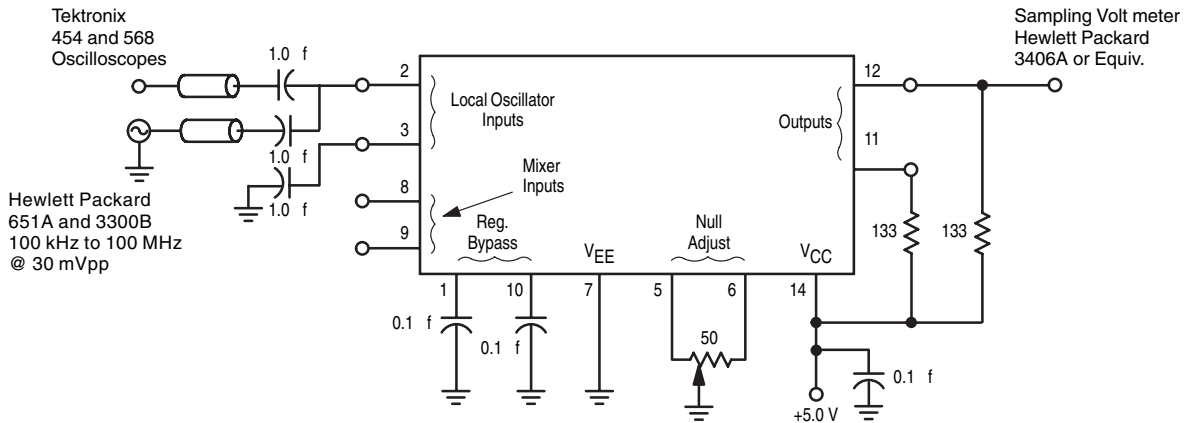 Tektronix
454 and 568
Oscilloscopes
1.0 f
1.0 f
1.0 f
Hewlett Packard
651A and 3300B
100 kHz to 100 MHz
@ 30 mVpp
2
3
8
9
Local Oscillator
Inputs
Mixer
Inputs
Reg.
Bypass
VEE
Null
Adjust
VCC
Outputs
12
11
Sampling Volt meter
Hewlett Packard
3406A or Equiv.
133
133
1
10
7
5
6
14
0.1 f
0.1 f
50
0.1 f
+5.0 V